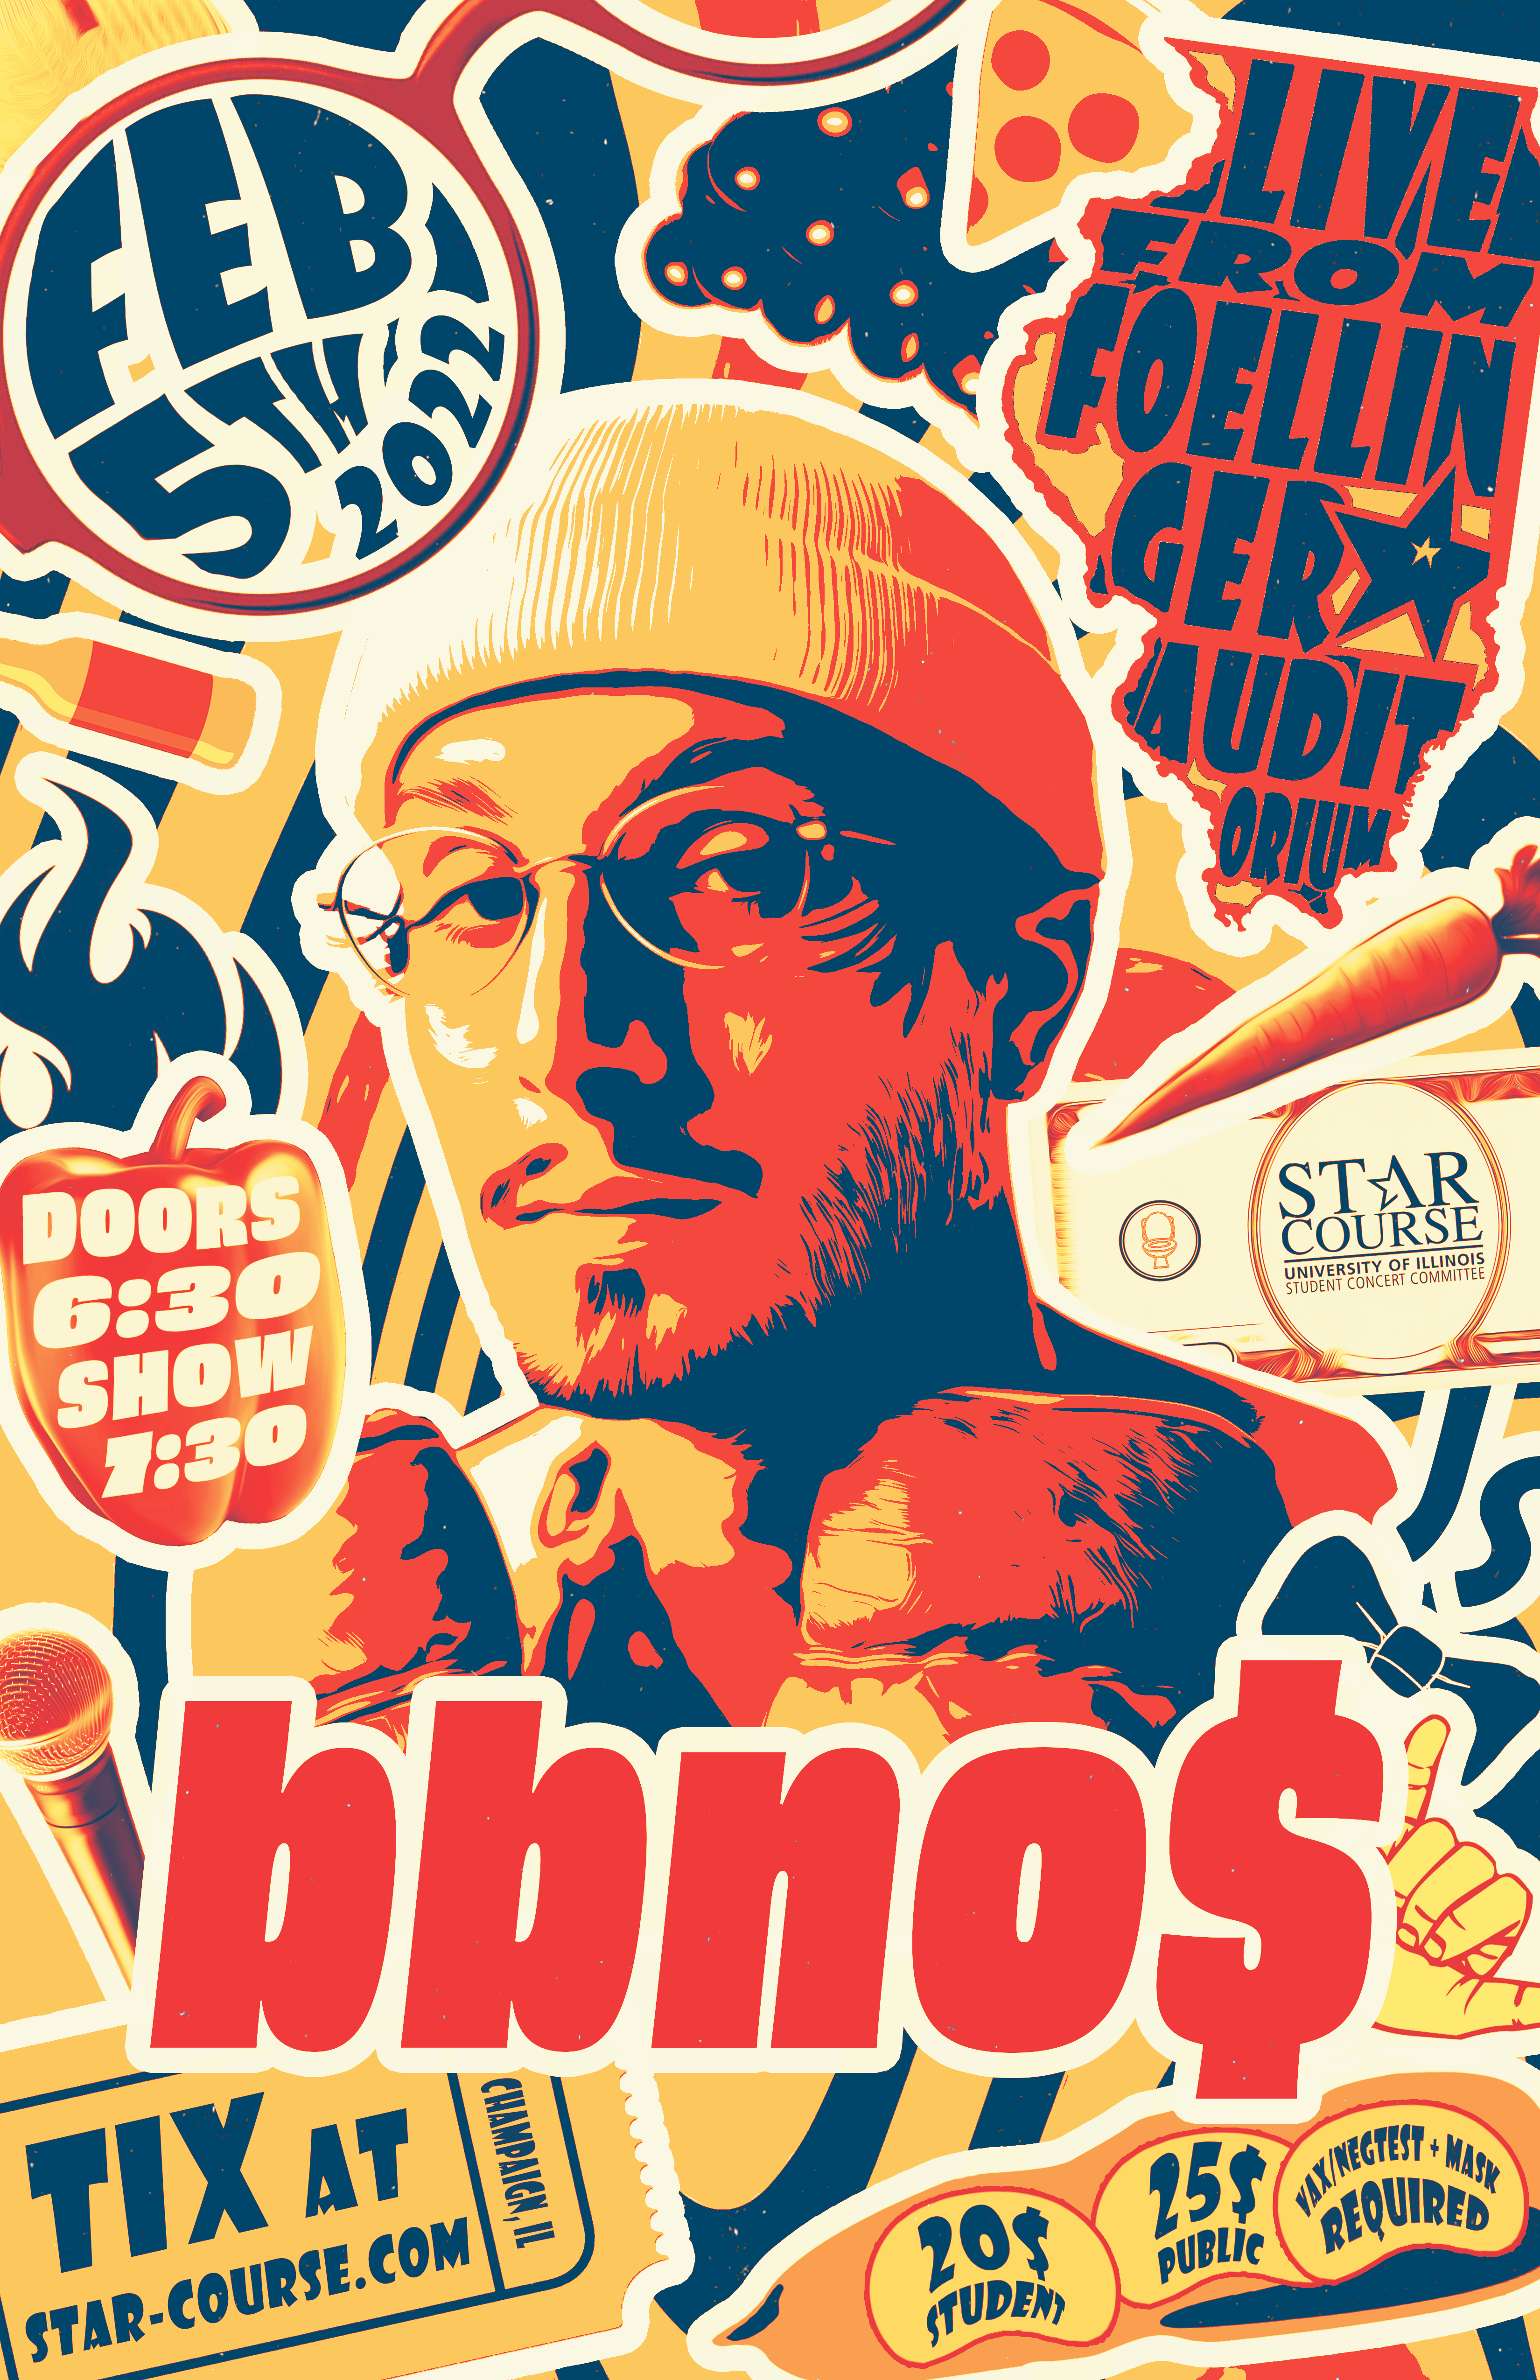 FEB
5TH
2022
LIVE
FROM
FOELLIN
GER
AUDIT
ORIUM
DOORS
6:30
SHOW
7:30
STAR
COURSE
UNIVERSITY OF ILLINOIS
STUDENT CONCERT COMMITTEE
S
bbno$
TIX AT
STAR-COURSE.COM
CHAMPAIGN, IL
20$
STUDENT
25$
PUBLIC
VAX/NEGTEST + MASK
REQUIRED